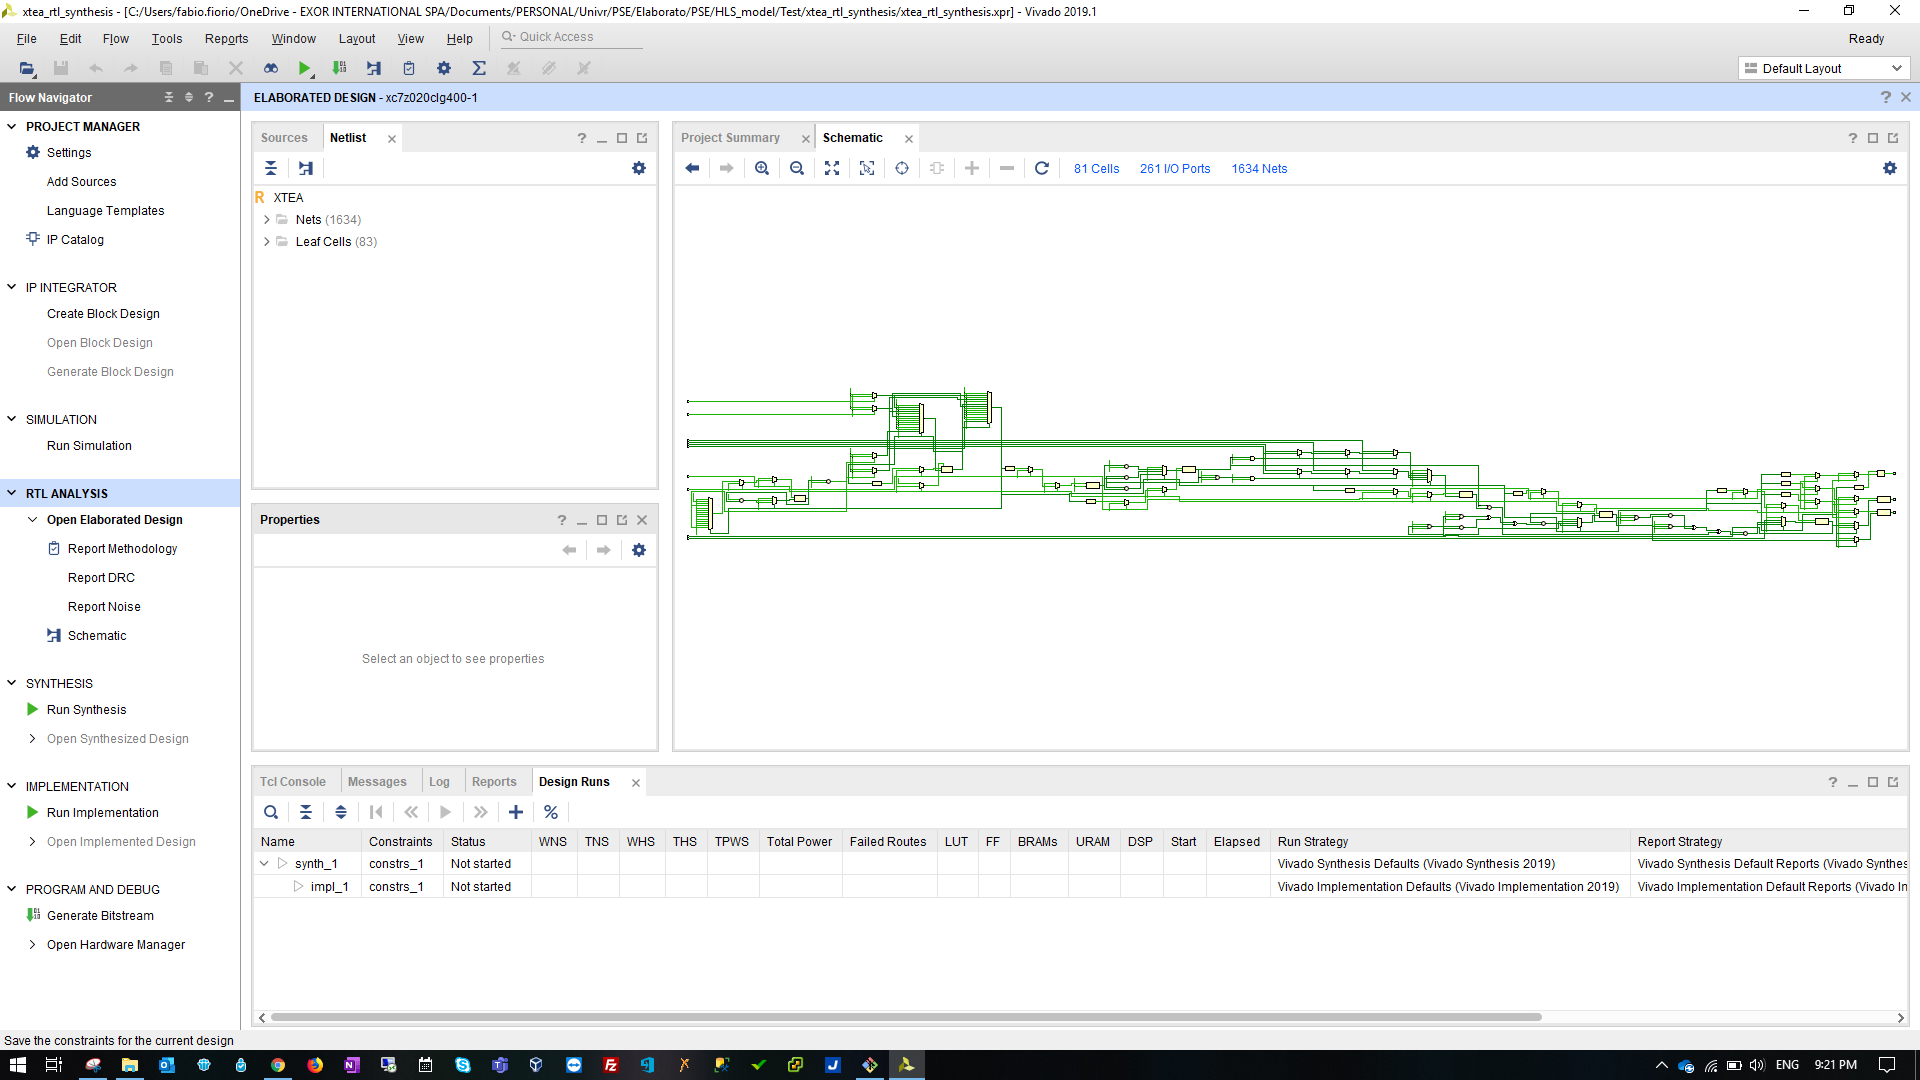 xtea_rtl_synthesis - [C:/Users/fabio.fiorio/OneDrive - EXOR INTERNATIONAL SPA/Documents/PERSONAL/Univr/PSE/Elaborato/PSE/HLS_model/Test/xtea_rtl_synthesis/xtea_rtl_synthesis.xpr] - Vivado 2019.1
File Edit Flow Tools Reports Window Layout View Help Quick Access Ready
Default Layout
Flow Navigator
ELABORATED DESIGN - xc7z020clg400-1
PROJECT MANAGER
Settings
Add Sources
Language Templates
IP Catalog
IP INTEGRATOR
Create Block Design
Open Block Design
Generate Block Design
SIMULATION
Run Simulation
RTL ANALYSIS
Open Elaborated Design
Report Methodology
Report DRC
Report Noise
Schematic
SYNTHESIS
Run Synthesis
Open Synthesized Design
IMPLEMENTATION
Run Implementation
Open Implemented Design
PROGRAM AND DEBUG
Generate Bitstream
Open Hardware Manager
Sources Netlist
R XTEA
Nets (1634)
Leaf Cells (83)
Properties
Select an object to see properties
Project Summary Schematic
81 Cells 261 I/O Ports 1634 Nets
Tcl Console Messages Log Reports Design Runs
Name Constraints Status WNS TNS WHS THS TPWS Total Power Failed Routes LUT FF BRAMs URAM DSP Start Elapsed Run Strategy Report Strategy
synth_1 constrs_1 Not started Vivado Synthesis Defaults (Vivado Synthesis 2019) Vivado Synthesis Default Reports (Vivado Synthes
impl_1 constrs_1 Not started Vivado Implementation Defaults (Vivado Implementation 2019) Vivado Implementation Default Reports (Vivado In
Save the constraints for the current design
ENG 9:21 PM